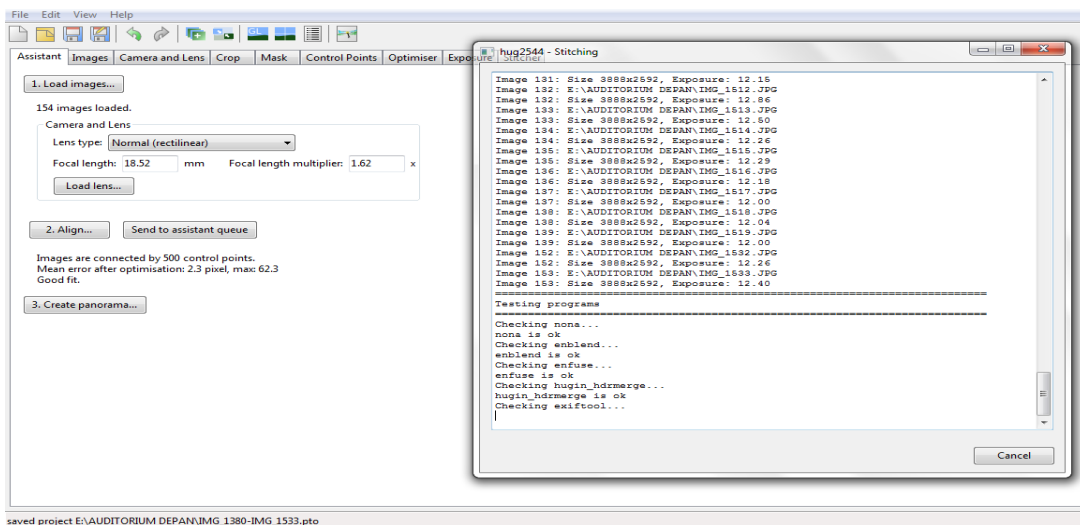 File Edit View Help
Assistant Images Camera and Lens Crop Mask Control Points Optimiser Exposure Stitcher
1. Load images...
154 images loaded.
Camera and Lens
Lens type: Normal (rectilinear)
Focal length: 18.52 mm Focal length multiplier: 1.62 x
Load lens...
2. Align... Send to assistant queue
Images are connected by 500 control points.
Mean error after optimisation: 2.3 pixel, max: 62.3
Good fit.
3. Create panorama...
hug2544 - Stitching
Image 131: Size 3888x2592, Exposure: 12.15
Image 132: E:\AUDITORIUM DEPAN\IMG_1512.JPG
Image 132: Size 3888x2592, Exposure: 12.86
Image 133: E:\AUDITORIUM DEPAN\IMG_1513.JPG
Image 133: Size 3888x2592, Exposure: 12.50
Image 134: E:\AUDITORIUM DEPAN\IMG_1514.JPG
Image 134: Size 3888x2592, Exposure: 12.26
Image 135: E:\AUDITORIUM DEPAN\IMG_1515.JPG
Image 135: Size 3888x2592, Exposure: 12.29
Image 136: E:\AUDITORIUM DEPAN\IMG_1516.JPG
Image 136: Size 3888x2592, Exposure: 12.18
Image 137: E:\AUDITORIUM DEPAN\IMG_1517.JPG
Image 137: Size 3888x2592, Exposure: 12.00
Image 138: E:\AUDITORIUM DEPAN\IMG_1518.JPG
Image 138: Size 3888x2592, Exposure: 12.04
Image 139: E:\AUDITORIUM DEPAN\IMG_1519.JPG
Image 139: Size 3888x2592, Exposure: 12.00
Image 152: E:\AUDITORIUM DEPAN\IMG_1532.JPG
Image 152: Size 3888x2592, Exposure: 12.26
Image 153: E:\AUDITORIUM DEPAN\IMG_1533.JPG
Image 153: Size 3888x2592, Exposure: 12.40
Testing programs
Checking nona...
nona is ok
Checking enblend...
enblend is ok
Checking enfuse...
enfuse is ok
Checking hugin_hdrmerge...
hugin_hdrmerge is ok
Checking exiftool...
Cancel
saved project E:\AUDITORIUM DEPAN\IMG_1380-IMG_1533.pto